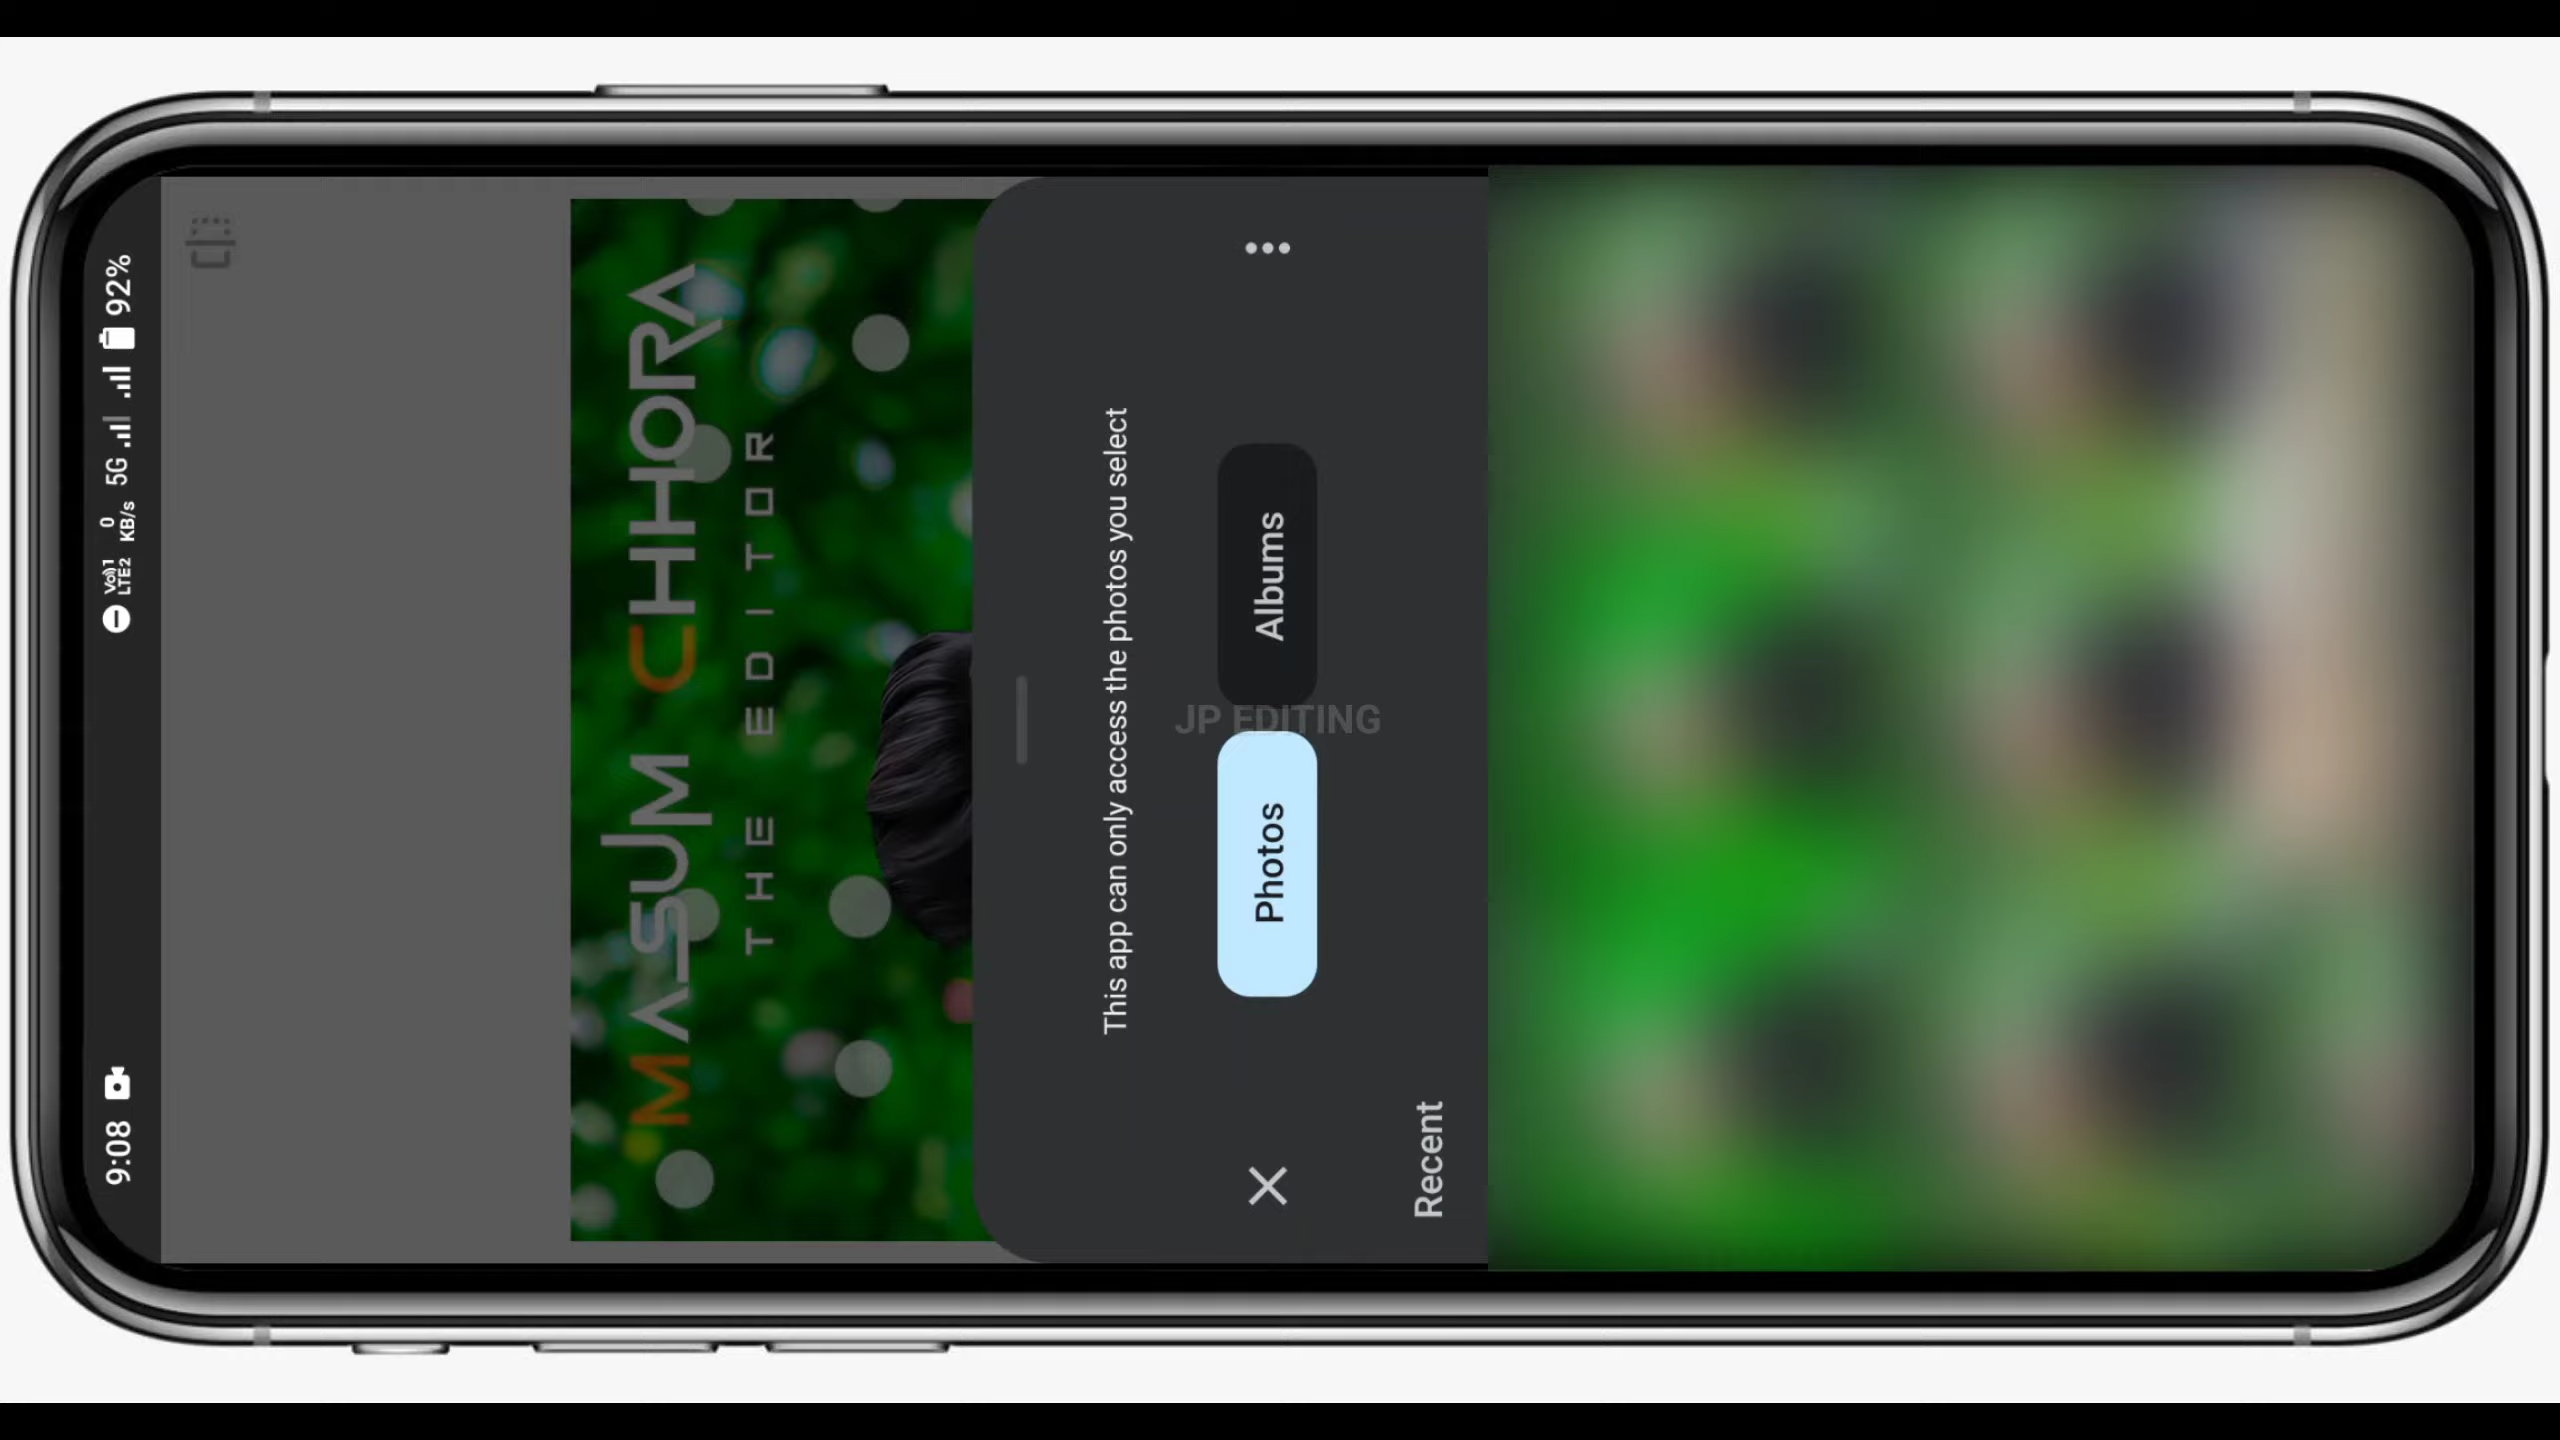 9:08
Vo)) 1
LTE2
0
KB/s
5G
92%
MASUM CHHORA
THE EDITOR
This app can only access the photos you select
Photos
Albums
JP EDITING
Recent